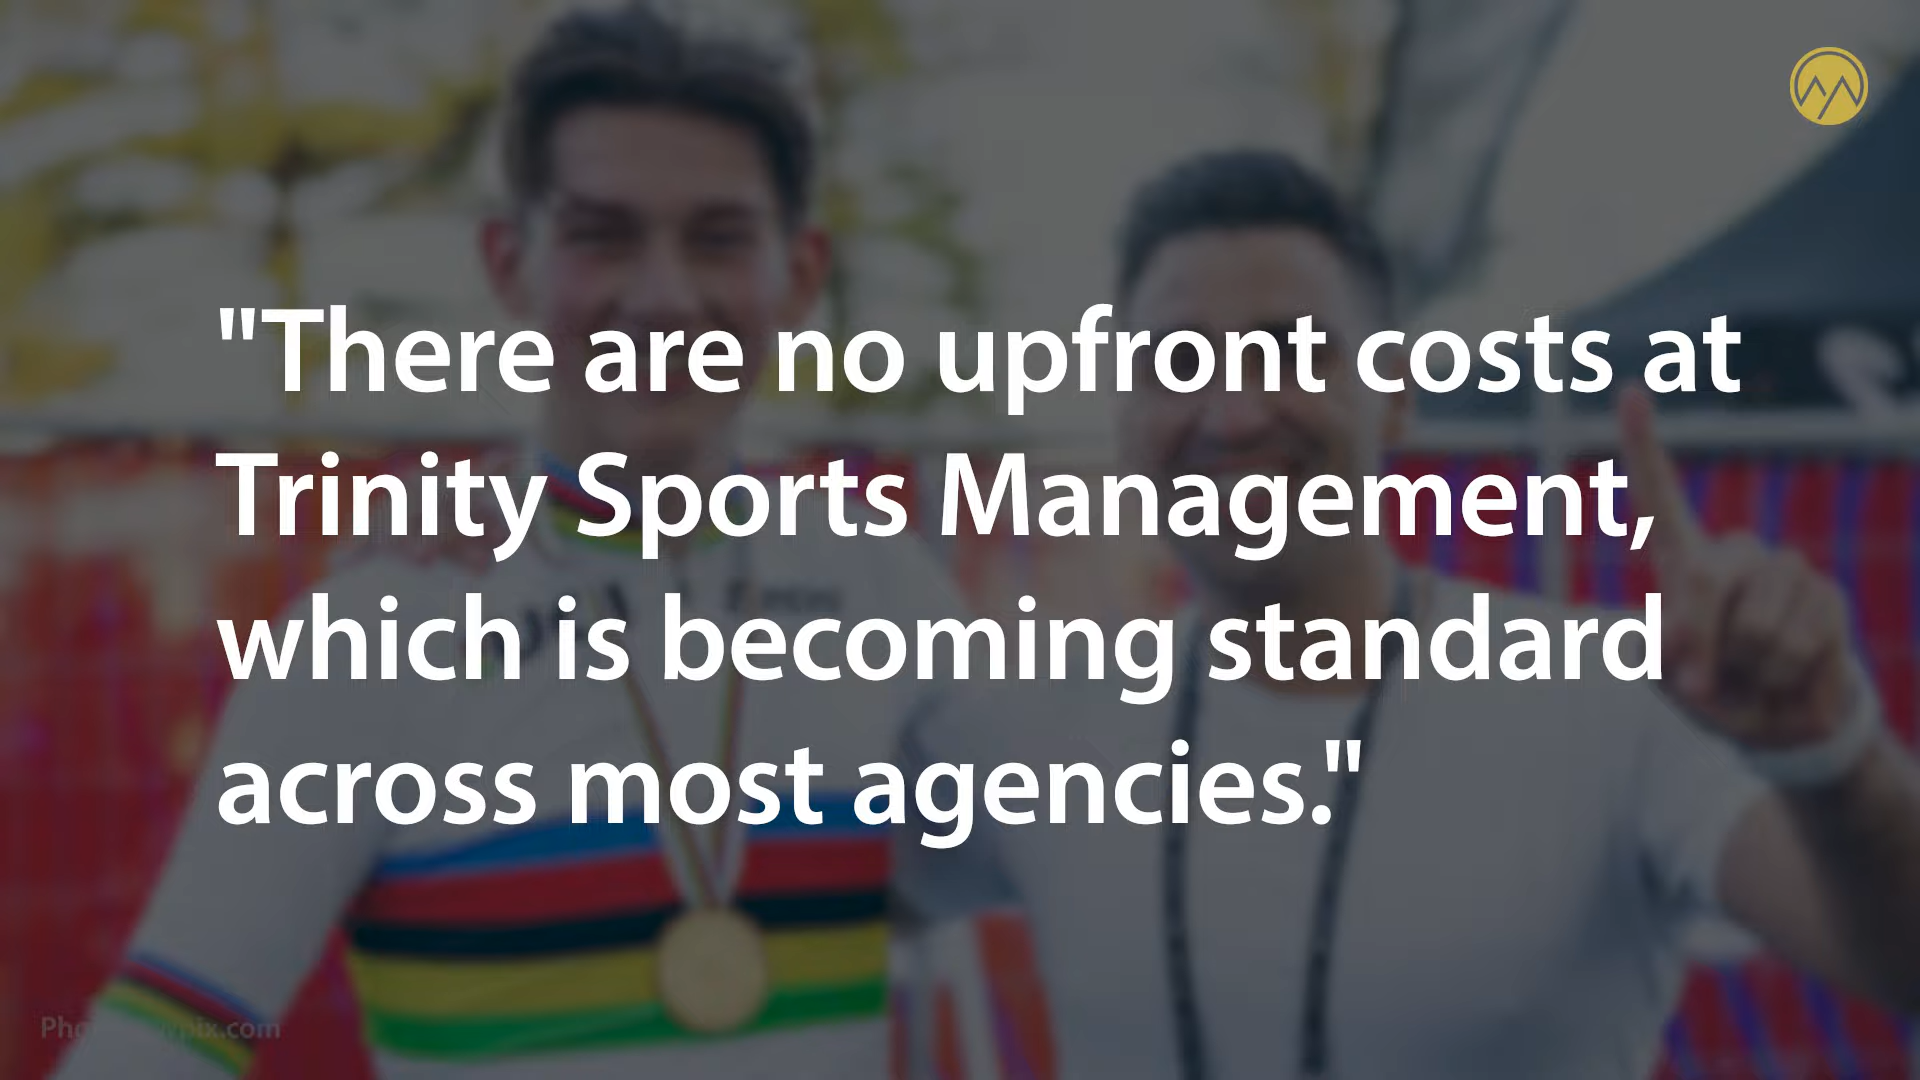 "There are no upfront costs at
Trinity Sports Management,
which is becoming standard
across most agencies."